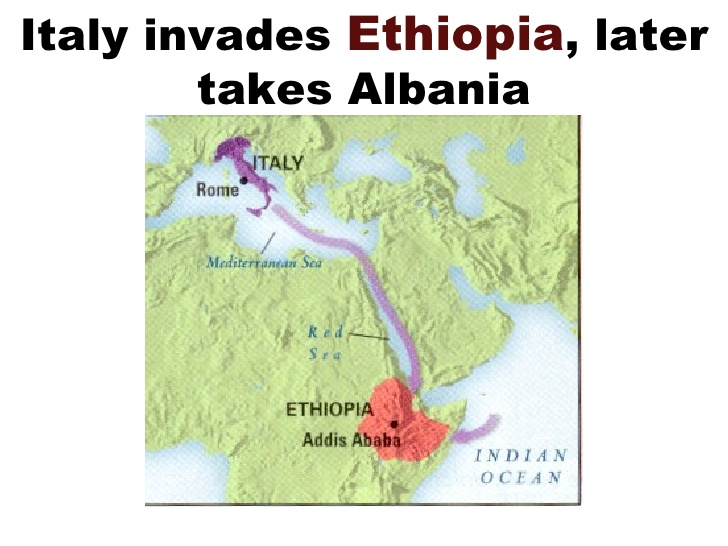 Italy invades Ethiopia, later
takes Albania
ITALY
Rome
Mediterranean Sea
Red
Sea
ETHIOPIA
Addis Ababa
INDIAN
OCEAN